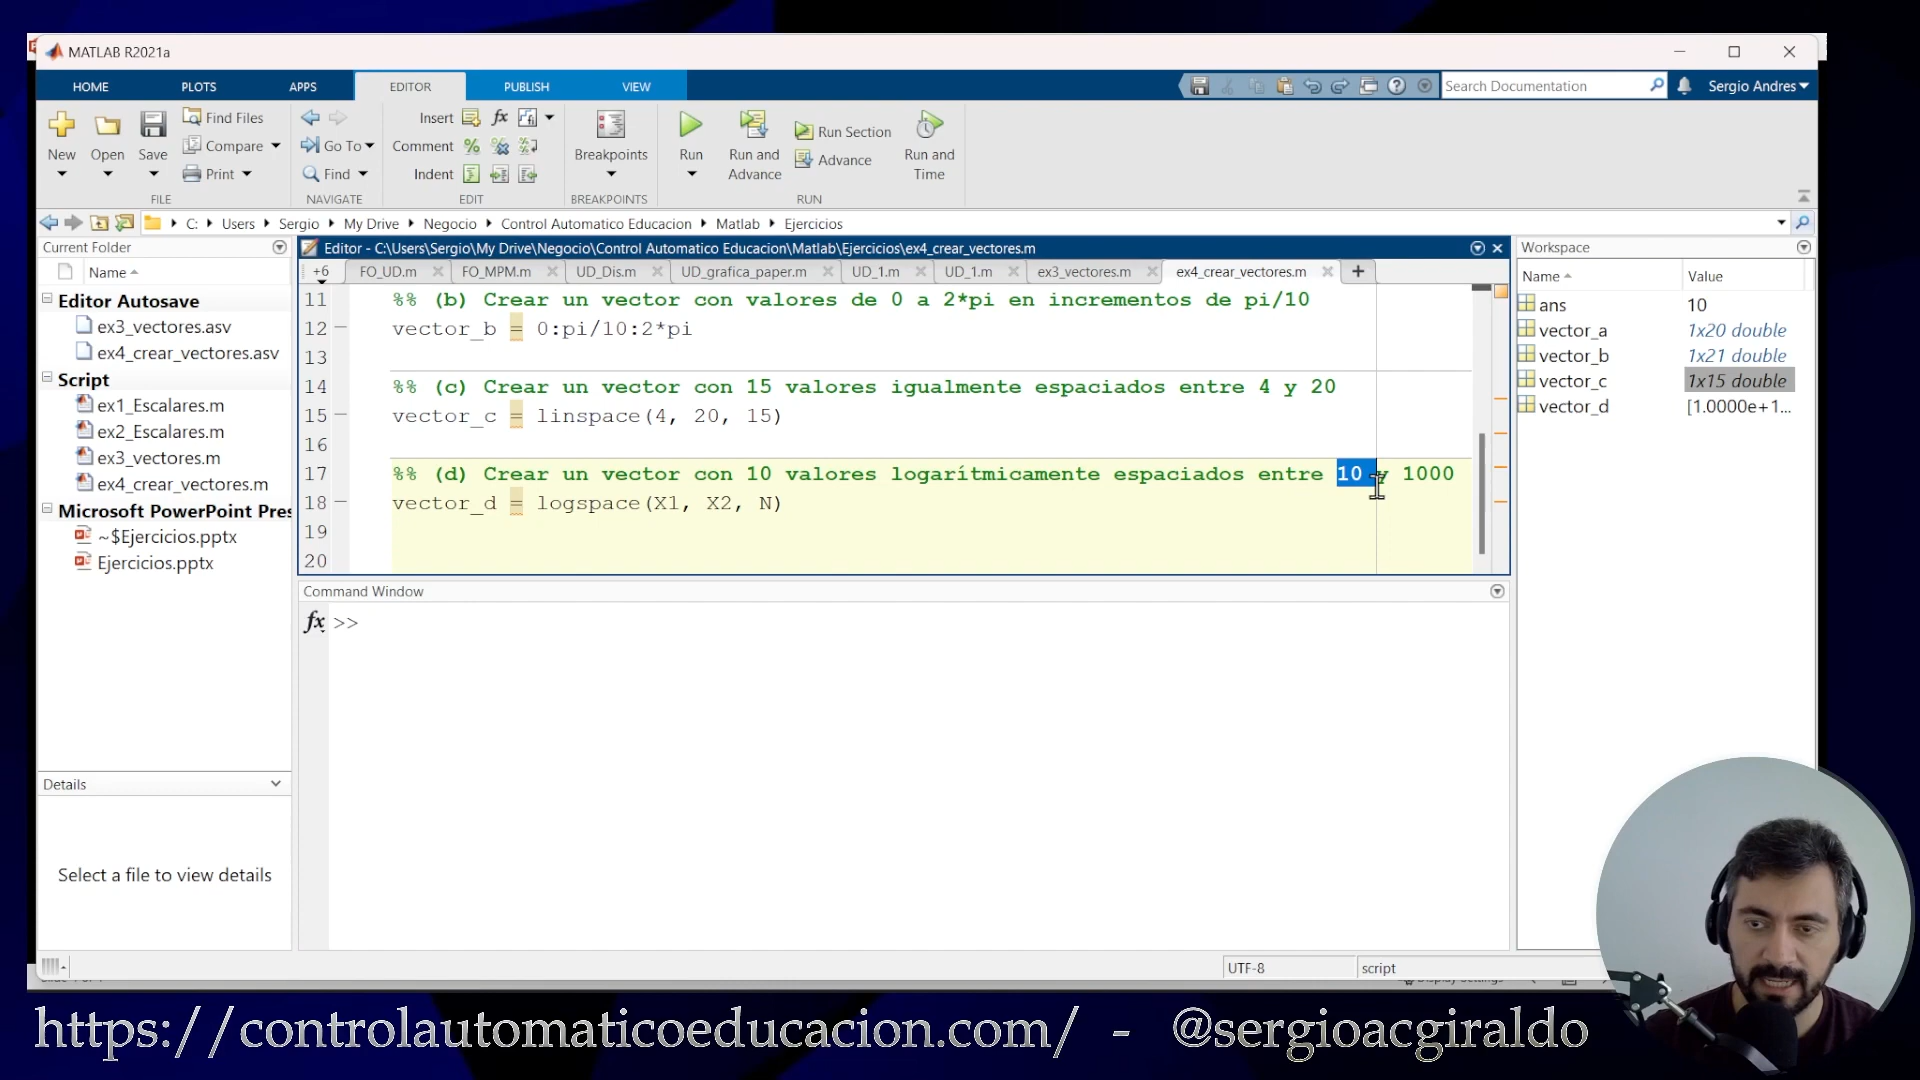 MATLAB R2021a
HOME PLOTS APPS EDITOR PUBLISH VIEW
Search Documentation
Sergio Andres
New
Open
Save
Find Files
Compare
Print
FILE
Go To
Find
NAVIGATE
Insert
Comment
Indent
EDIT
Breakpoints
BREAKPOINTS
Run
Run and Advance
Run Section
Advance
Run and Time
RUN
C: Users Sergio My Drive Negocio Control Automatico Educacion Matlab Ejercicios
Current Folder
Name
Editor Autosave
ex3_vectores.asv
ex4_crear_vectores.asv
Script
ex1_Escalares.m
ex2_Escalares.m
ex3_vectores.m
ex4_crear_vectores.m
Microsoft PowerPoint Pres
~$Ejercicios.pptx
Ejercicios.pptx
Details
Select a file to view details
Editor - C:\Users\Sergio\My Drive\Negocio\Control Automatico Educacion\Matlab\Ejercicios\ex4_crear_vectores.m
+6 FO_UD.m FO_MPM.m UD_Dis.m UD_grafica_paper.m UD_1.m UD_1.m ex3_vectores.m ex4_crear_vectores.m +
11 %% (b) Crear un vector con valores de 0 a 2*pi en incrementos de pi/10
12 vector_b = 0:pi/10:2*pi
13
14 %% (c) Crear un vector con 15 valores igualmente espaciados entre 4 y 20
15 vector_c = linspace(4, 20, 15)
16
17 %% (d) Crear un vector con 10 valores logarítmicamente espaciados entre 10 y 1000
18 vector_d = logspace(X1, X2, N)
19
20
Command Window
fx >>
Workspace
Name Value
ans 10
vector_a 1x20 double
vector_b 1x21 double
vector_c 1x15 double
vector_d [1.0000e+1...
UTF-8 script
https://controlautomaticoeducacion.com/ - @sergioacgiraldo